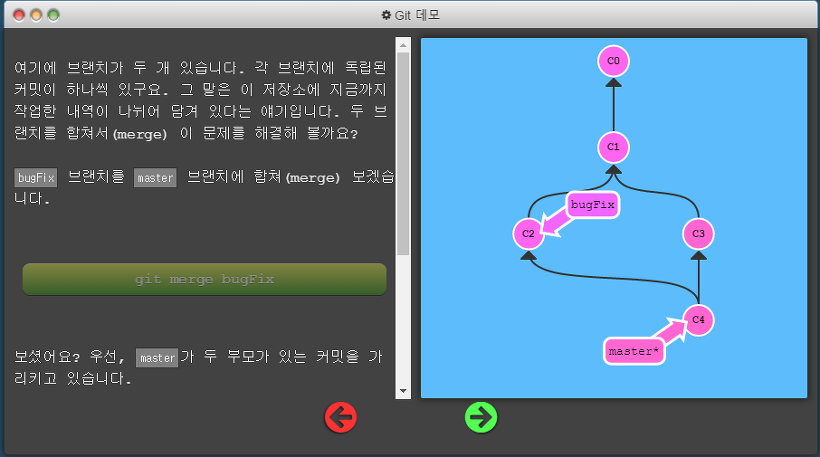 Git 데모
여기에 브랜치가 두 개 있습니다. 각 브랜치에 독립된
커밋이 하나씩 있구요. 그 말은 이 저장소에 지금까지
작업한 내역이 나뉘어 담겨 있다는 얘기입니다. 두 브
랜치를 합쳐서(merge) 이 문제를 해결해 볼까요?
bugFix 브랜치를 master 브랜치에 합쳐(merge) 보겠습
니다.
git merge bugFix
보셨어요? 우선, master가 두 부모가 있는 커밋을 가
리키고 있습니다.
C0
C1
bugFix
C2
C3
C4
master*